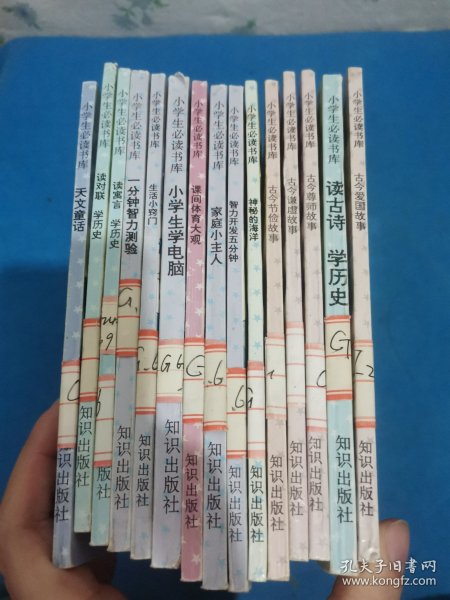 小学生必读书库
天文童话
知识出版社
小学生必读书库
读对联 学历史
知识出版社
小学生必读书库
读寓言 学历史
知识出版社
小学生必读书库
一分钟智力测验
G.
知识出版社
小学生必读书库
生活小窍门
G.6
知识出版社
小学生必读书库
小学生学电脑
G6
知识出版社
小学生必读书库
课间体育大观
G
知识出版社
小学生必读书库
家庭小主人
.6
知识出版社
小学生必读书库
智力开发五分钟
.6
知识出版社
小学生必读书库
神秘的海洋
G
知识出版社
小学生必读书库
古今节俭故事
知识出版社
小学生必读书库
古今谦虚故事
知识出版社
小学生必读书库
古今尊师故事
知识出版社
小学生必读书库
读古诗 学历史
G
知识出版社
小学生必读书库
古今爱国故事
知识出版社
孔夫子旧书网
www.kongfz.com